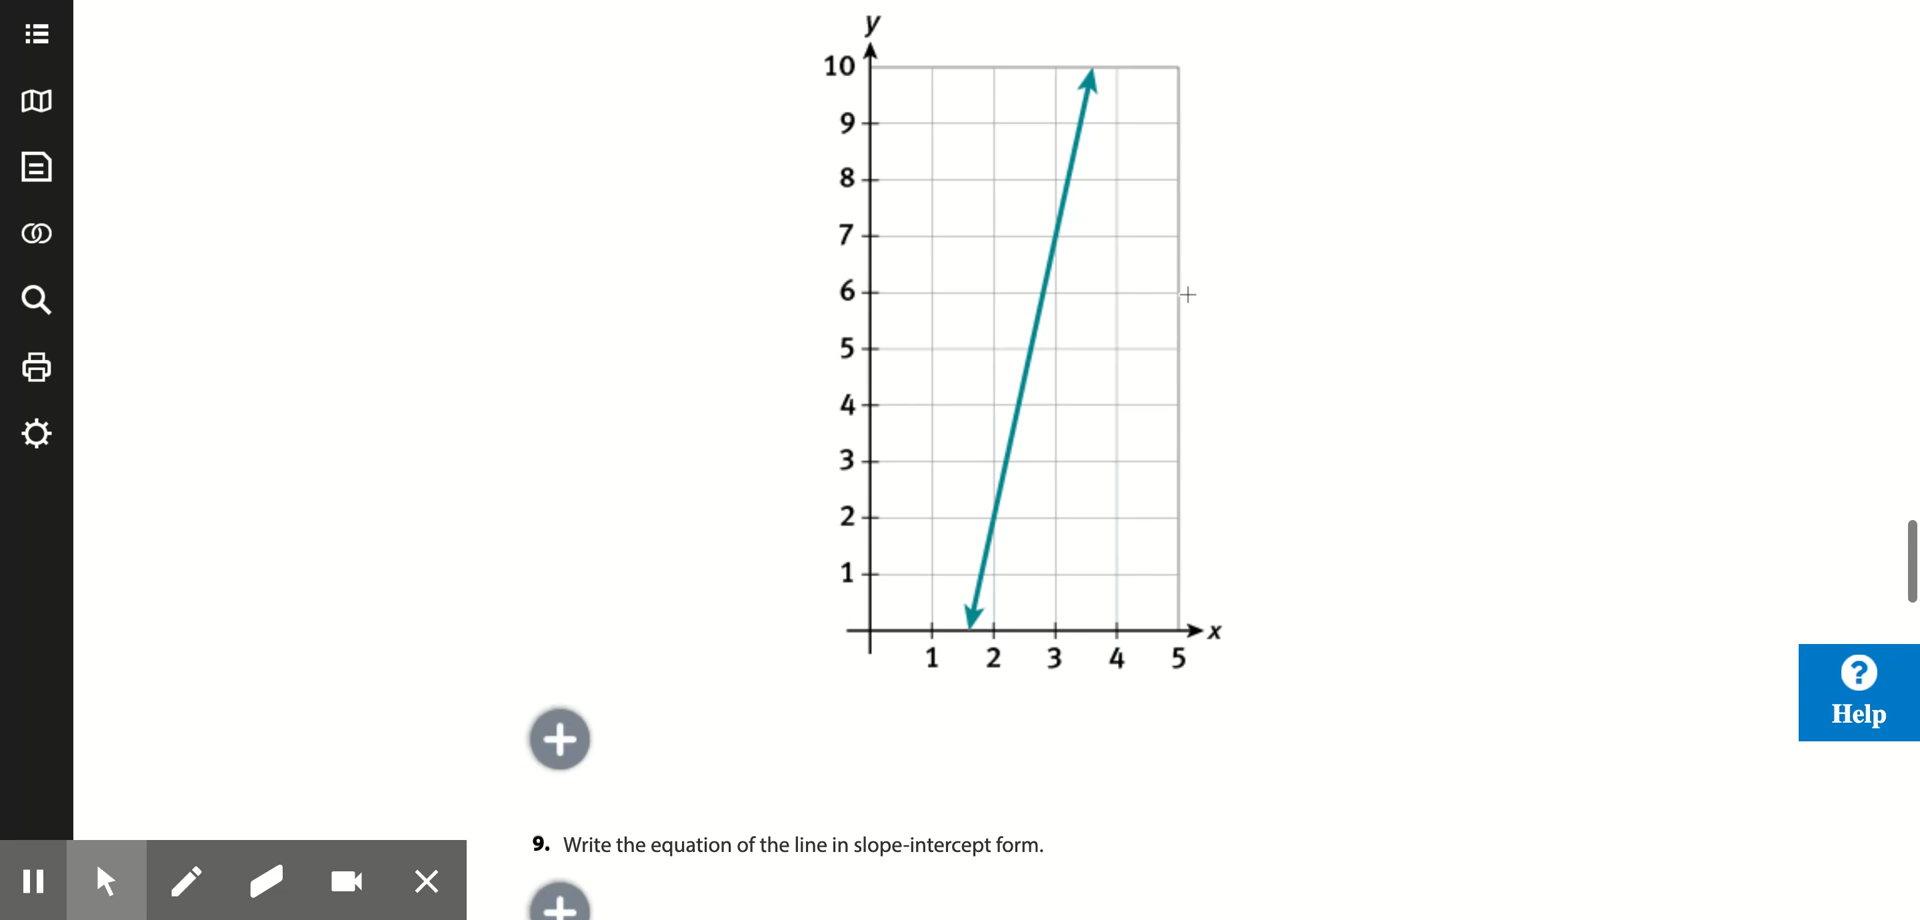 y
10
9
8
7
6
5
4
3
2
1
x
1 2 3 4 5
? Help
9. Write the equation of the line in slope-intercept form.